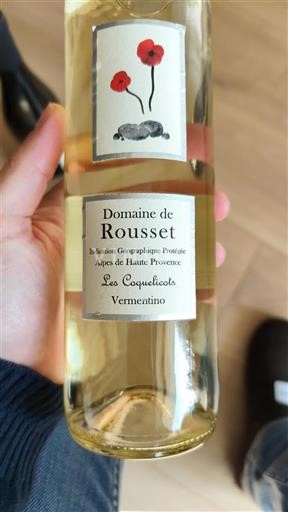 Domaine de
Rousset
Indication Géographique Protégée
Alpes de Haute Provence
Les Coquelicots
Vermentino